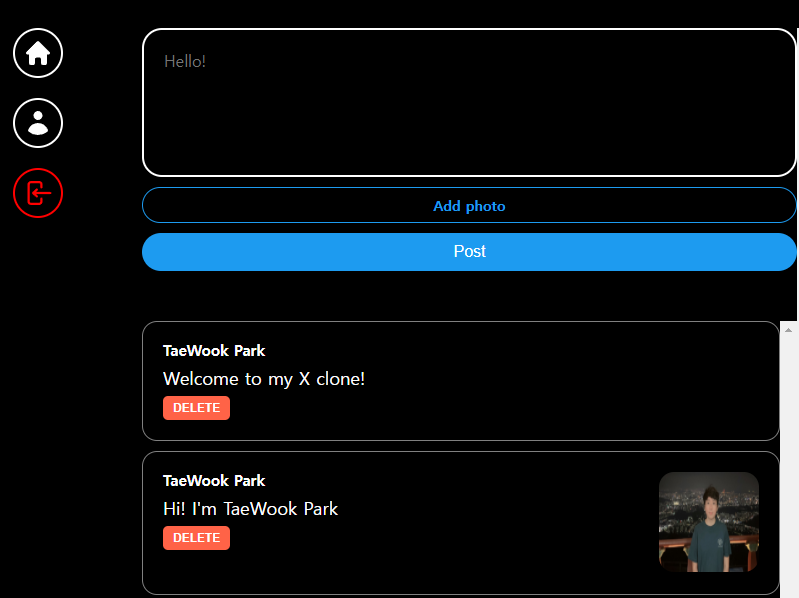 Hello!
Add photo
Post
TaeWook Park
Welcome to my X clone!
DELETE
TaeWook Park
Hi! I'm TaeWook Park
DELETE